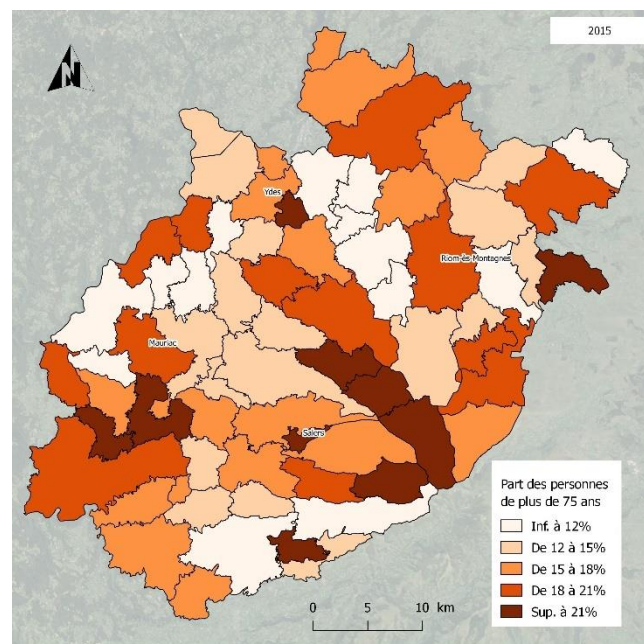 2015
N
Ydes
Riom-ès-Montagnes
Mauriac
Salers
Part des personnes
de plus de 75 ans
Inf. à 12%
De 12 à 15%
De 15 à 18%
De 18 à 21%
Sup. à 21%
0 5 10 km